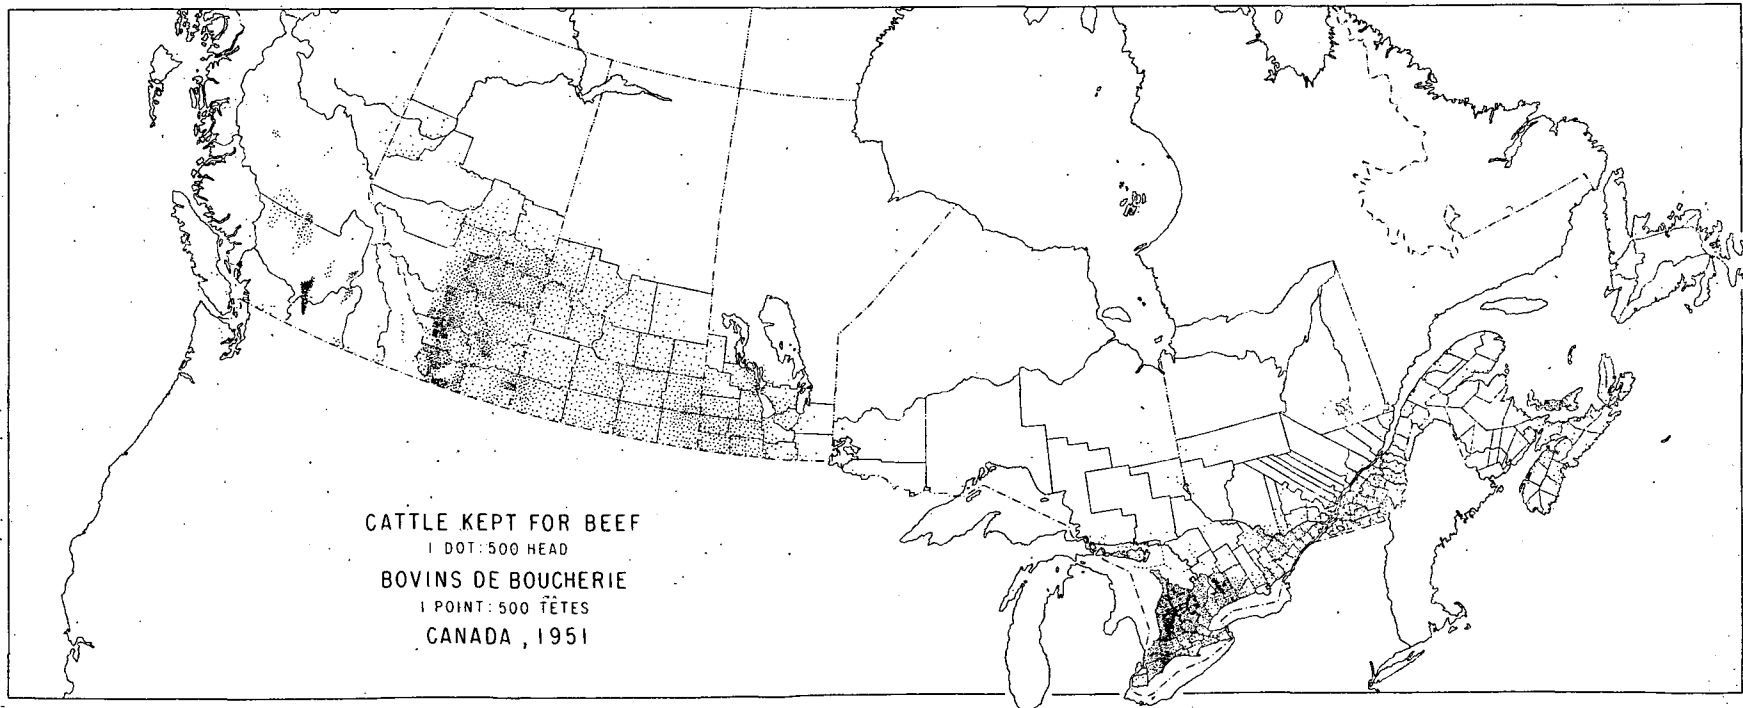 CATTLE KEPT FOR BEEF
1 DOT: 500 HEAD
BOVINS DE BOUCHERIE
1 POINT: 500 TÊTES
CANADA, 1951